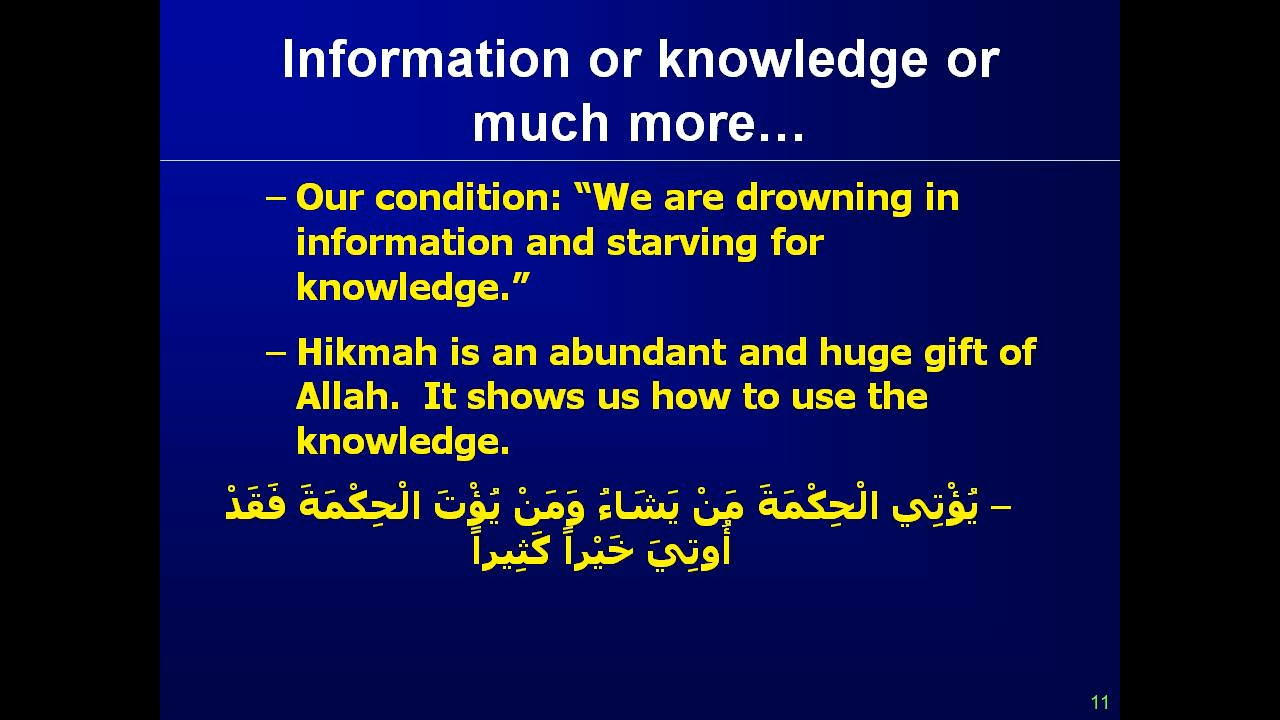 Information or knowledge or
much more…
– Our condition: “We are drowning in
information and starving for
knowledge.”
– Hikmah is an abundant and huge gift of
Allah.  It shows us how to use the
knowledge.
– يُؤْتِي الْحِكْمَةَ مَنْ يَشَاءُ وَمَنْ يُؤْتَ الْحِكْمَةَ فَقَدْ
أُوتِيَ خَيْراً كَثِيراً
11